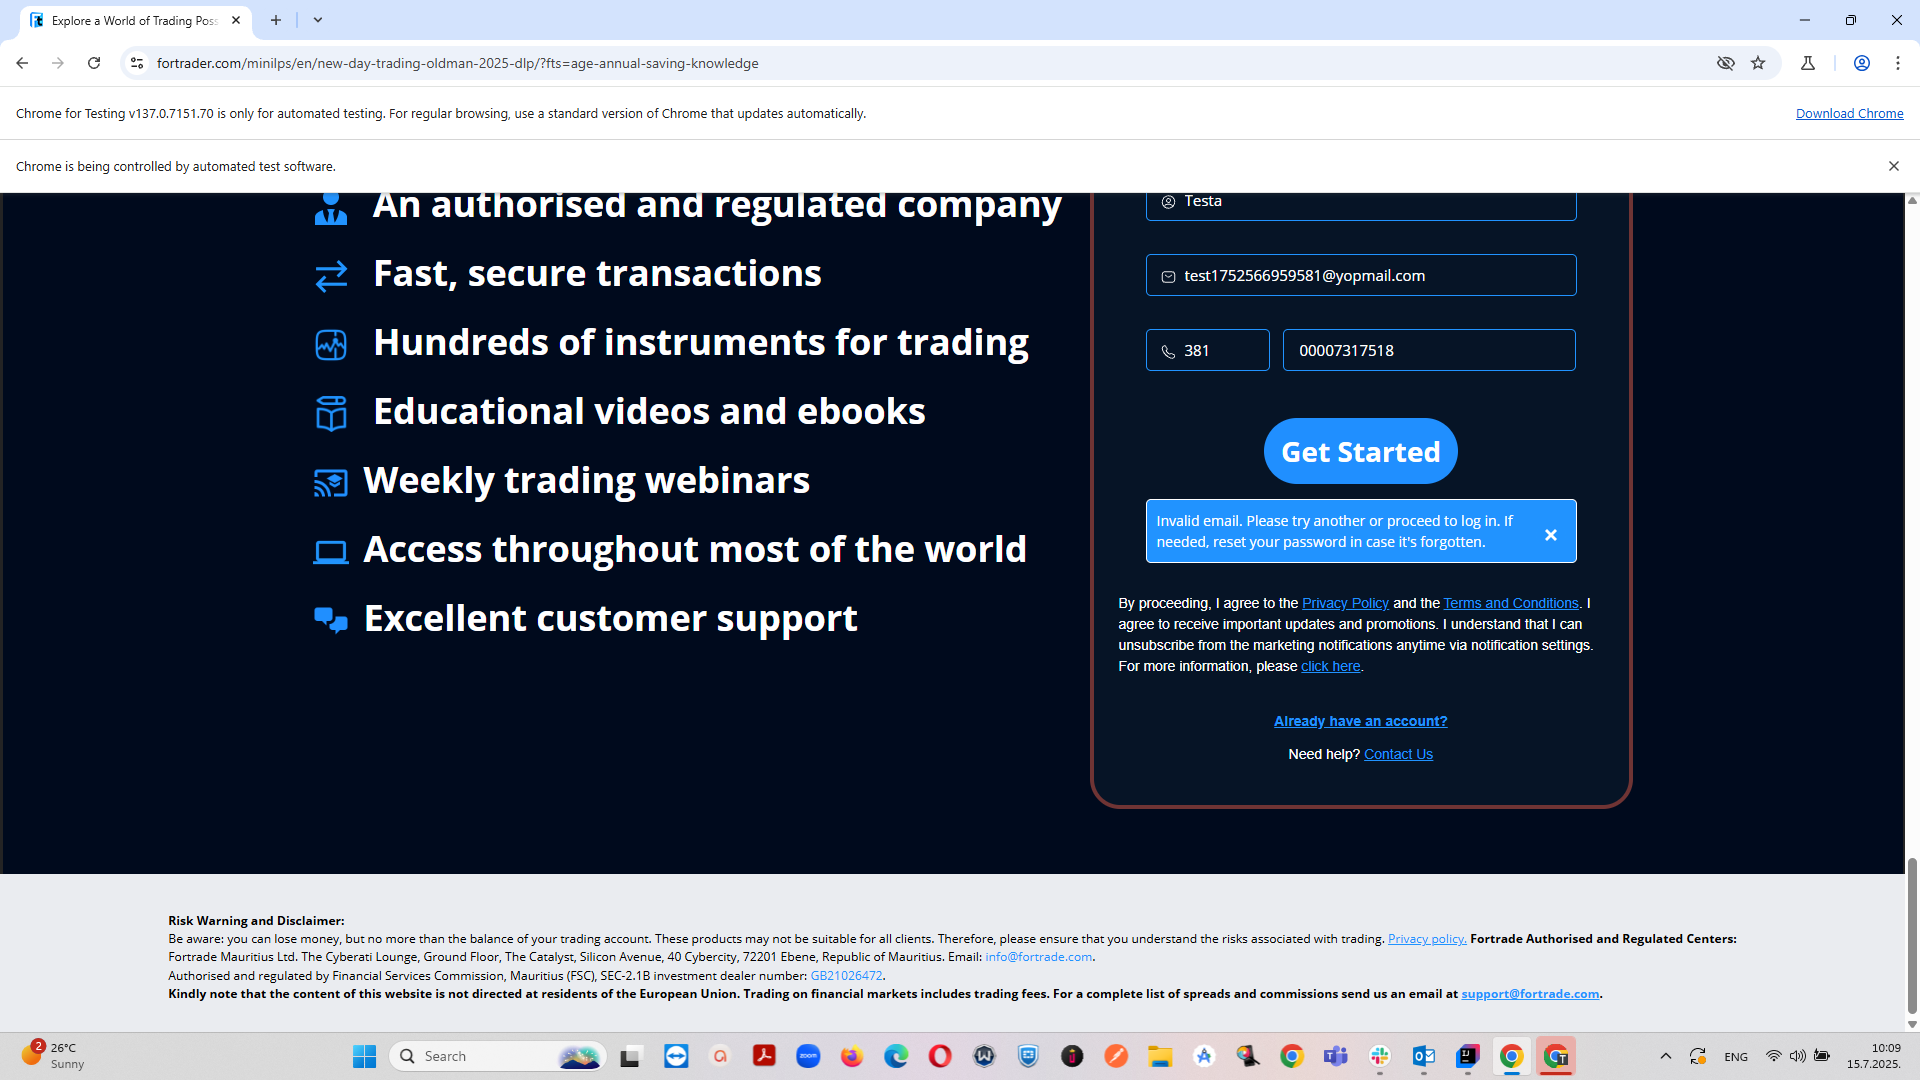 Explore a World of Trading Poss
fortrader.com/minilps/en/new-day-trading-oldman-2025-dlp/?fts=age-annual-saving-knowledge
Chrome for Testing v137.0.7151.70 is only for automated testing. For regular browsing, use a standard version of Chrome that updates automatically.
Download Chrome
Chrome is being controlled by automated test software.
An authorised and regulated company
Fast, secure transactions
Hundreds of instruments for trading
Educational videos and ebooks
Weekly trading webinars
Access throughout most of the world
Excellent customer support
Testa
test1752566959581@yopmail.com
381
00007317518
Get Started
Invalid email. Please try another or proceed to log in. If
needed, reset your password in case it's forgotten.
By proceeding, I agree to the Privacy Policy and the Terms and Conditions. I
agree to receive important updates and promotions. I understand that I can
unsubscribe from the marketing notifications anytime via notification settings.
For more information, please click here.
Already have an account?
Need help? Contact Us
Risk Warning and Disclaimer:
Be aware: you can lose money, but no more than the balance of your trading account. These products may not be suitable for all clients. Therefore, please ensure that you understand the risks associated with trading. Privacy policy. Fortrade Authorised and Regulated Centers:
Fortrade Mauritius Ltd. The Cyberati Lounge, Ground Floor, The Catalyst, Silicon Avenue, 40 Cybercity, 72201 Ebene, Republic of Mauritius. Email: info@fortrade.com.
Authorised and regulated by Financial Services Commission, Mauritius (FSC), SEC-2.1B investment dealer number: GB21026472.
Kindly note that the content of this website is not directed at residents of the European Union. Trading on financial markets includes trading fees. For a complete list of spreads and commissions send us an email at support@fortrade.com.
2
26°C
Sunny
Search
zoom
ENG
10:09
15.7.2025.